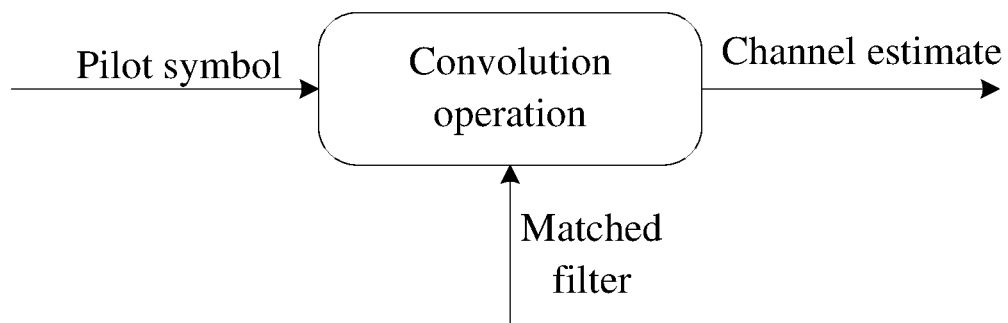 Pilot symbol
Convolution
operation
Channel estimate
Matched
filter